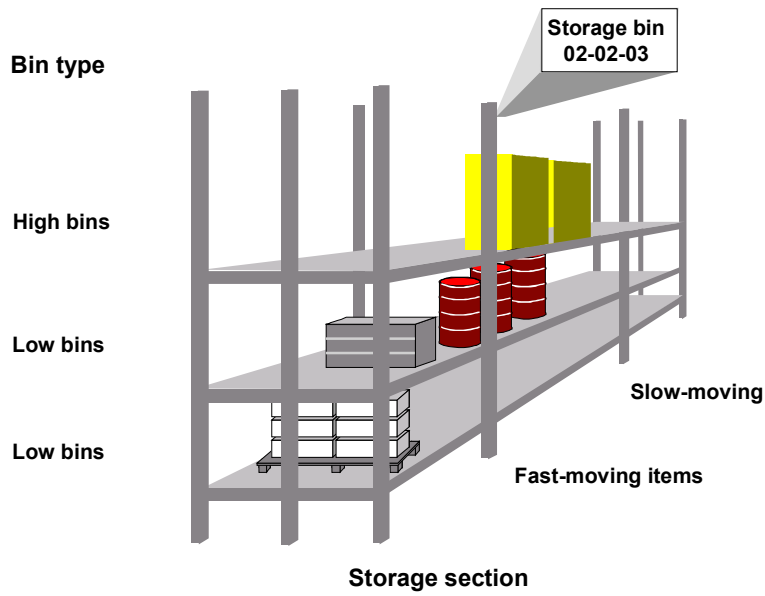 Storage bin
02-02-03
Bin type
High bins
Low bins
Slow-moving
Low bins
Fast-moving items
Storage section